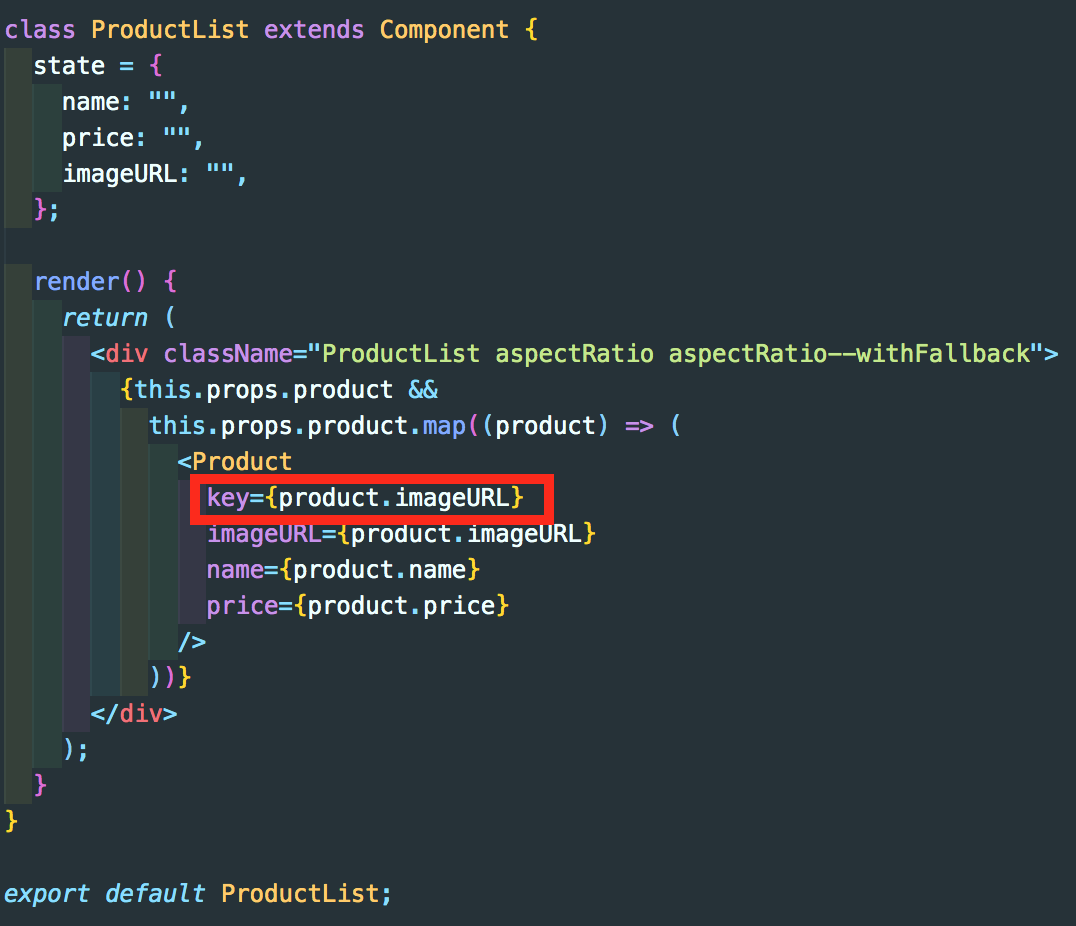 class ProductList extends Component {
  state = {
    name: "",
    price: "",
    imageURL: "",
  };
  render() {
    return (
      <div className="ProductList aspectRatio aspectRatio--withFallback">
        {this.props.product &&
          this.props.product.map((product) => (
            <Product
              key={product.imageURL}
              imageURL={product.imageURL}
              name={product.name}
              price={product.price}
            />
          ))}
      </div>
    );
  }
}
export default ProductList;